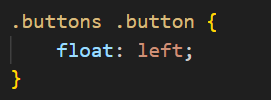 .buttons .button {
    float: left;
}